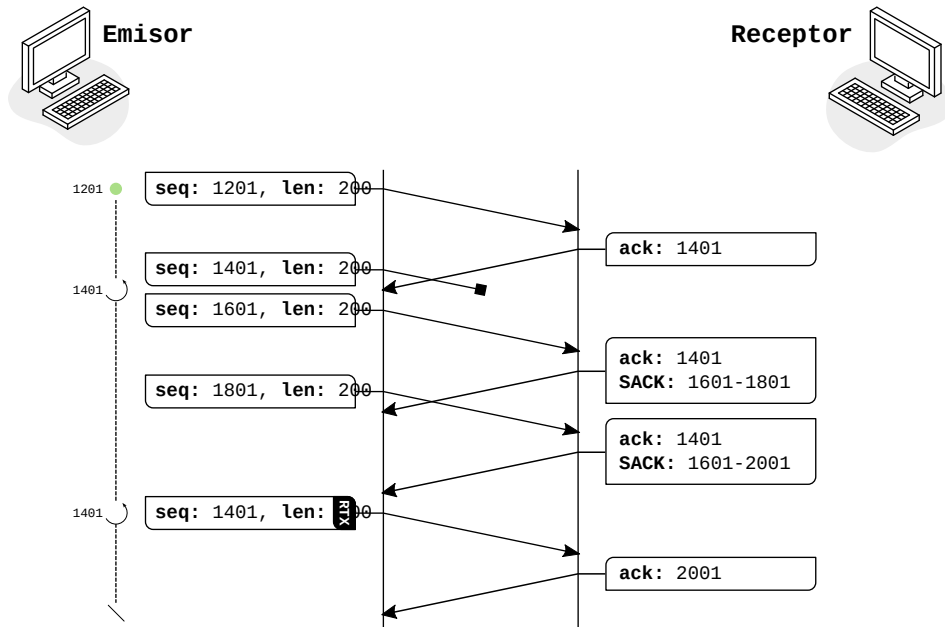 Emisor
Receptor
1201
seq: 1201, len: 200
ack: 1401
seq: 1401, len: 200
1401
seq: 1601, len: 200
ack: 1401
SACK: 1601-1801
seq: 1801, len: 200
ack: 1401
SACK: 1601-2001
1401
seq: 1401, len: 200
RTX
ack: 2001